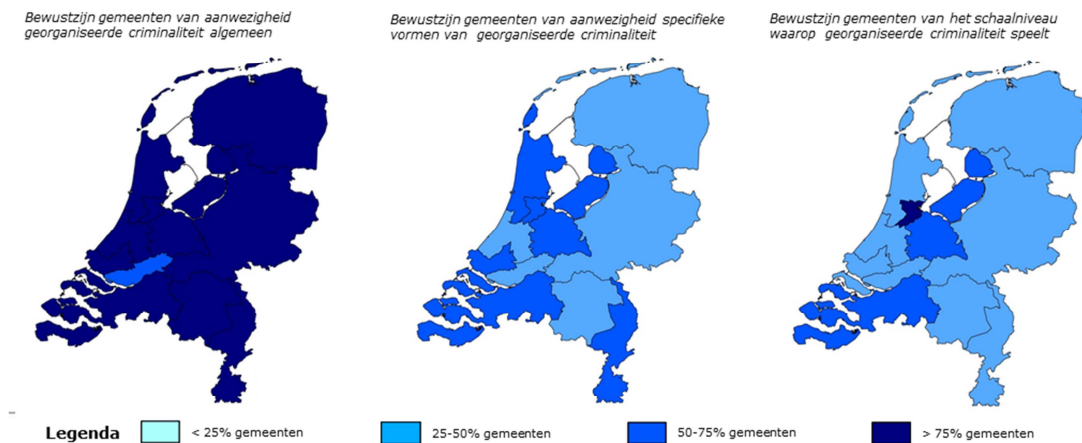 Bewustzijn gemeenten van aanwezigheid
georganiseerde criminaliteit algemeen
Bewustzijn gemeenten van aanwezigheid specifieke
vormen van georganiseerde criminaliteit
Bewustzijn gemeenten van het schaalniveau
waarop georganiseerde criminaliteit speelt
Legenda
< 25% gemeenten
25-50% gemeenten
50-75% gemeenten
> 75% gemeenten